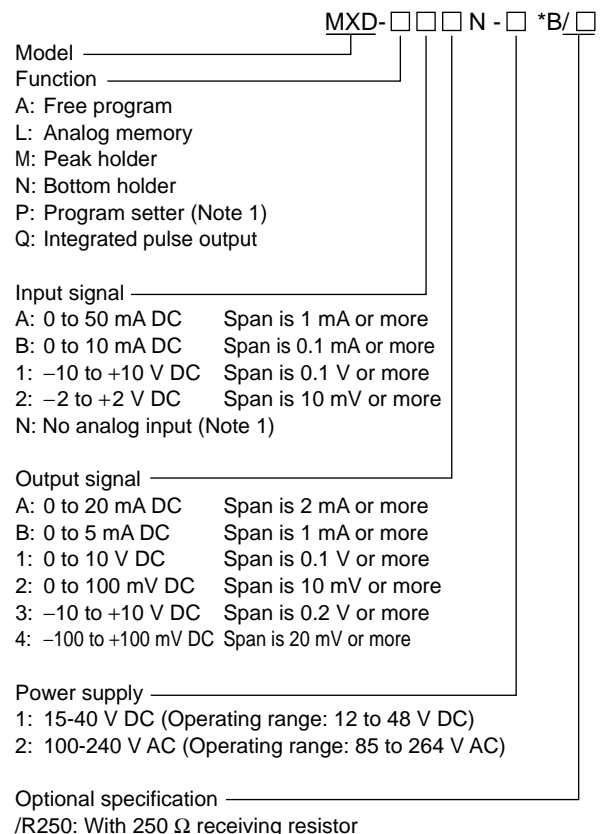 MXD-□□□ N - □ *B/□
Model
Function
A: Free program
L: Analog memory
M: Peak holder
N: Bottom holder
P: Program setter (Note 1)
Q: Integrated pulse output
Input signal
A: 0 to 50 mA DC Span is 1 mA or more
B: 0 to 10 mA DC Span is 0.1 mA or more
1: −10 to +10 V DC Span is 0.1 V or more
2: −2 to +2 V DC Span is 10 mV or more
N: No analog input (Note 1)
Output signal
A: 0 to 20 mA DC Span is 2 mA or more
B: 0 to 5 mA DC Span is 1 mA or more
1: 0 to 10 V DC Span is 0.1 V or more
2: 0 to 100 mV DC Span is 10 mV or more
3: −10 to +10 V DC Span is 0.2 V or more
4: −100 to +100 mV DC Span is 20 mV or more
Power supply
1: 15-40 V DC (Operating range: 12 to 48 V DC)
2: 100-240 V AC (Operating range: 85 to 264 V AC)
Optional specification
/R250: With 250 Ω receiving resistor